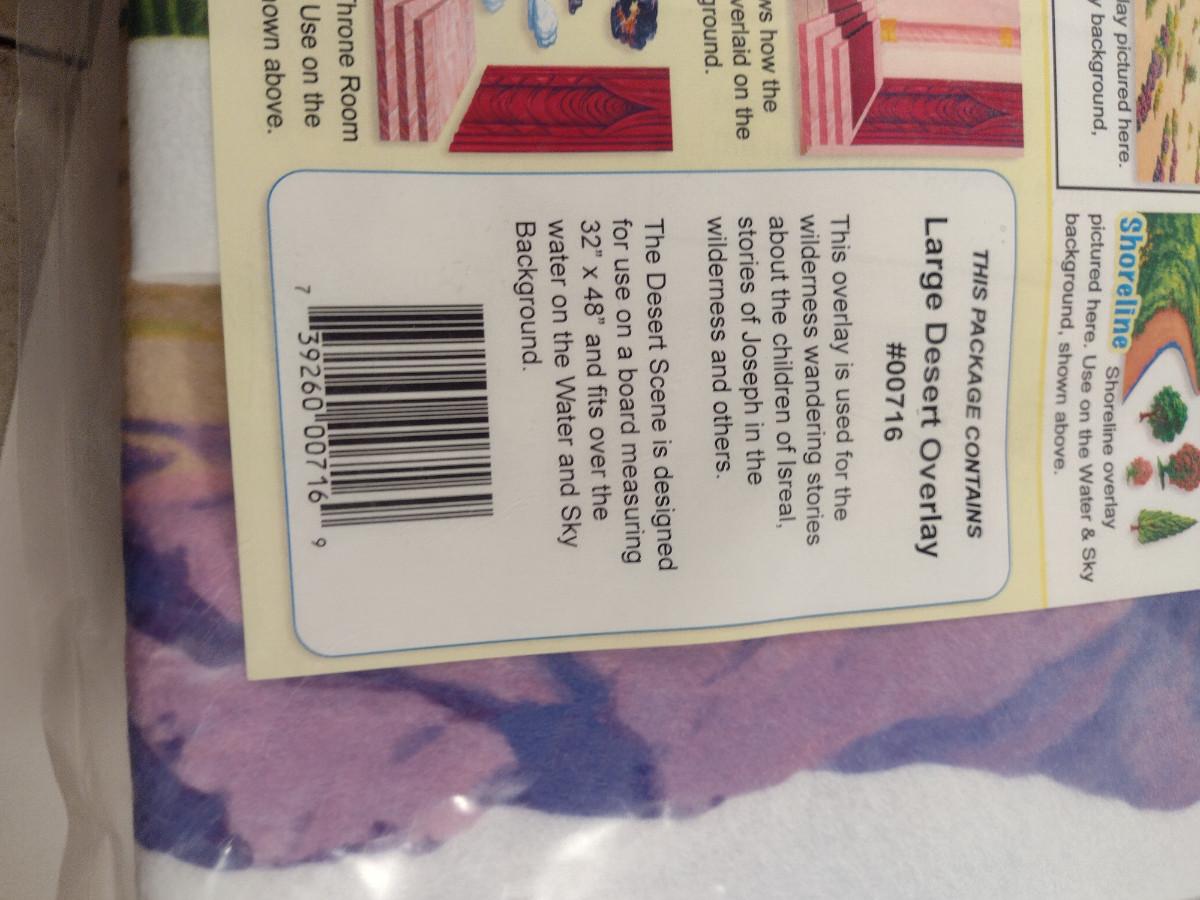 lay pictured here.
background,
Shoreline Shoreline overlay
pictured here. Use on the Water & Sky
background, shown above.
how the
on the
Throne Room
Use on the
above.
THIS PACKAGE CONTAINS
Large Desert Overlay
#00716
This overlay is used for the
wilderness wandering stories
about the children of Isreal,
stories of Joseph in the
wilderness and others.
The Desert Scene is designed
for use on a board measuring
32" x 48" and fits over the
water on the Water and Sky
Background.
7 39260 00716 9